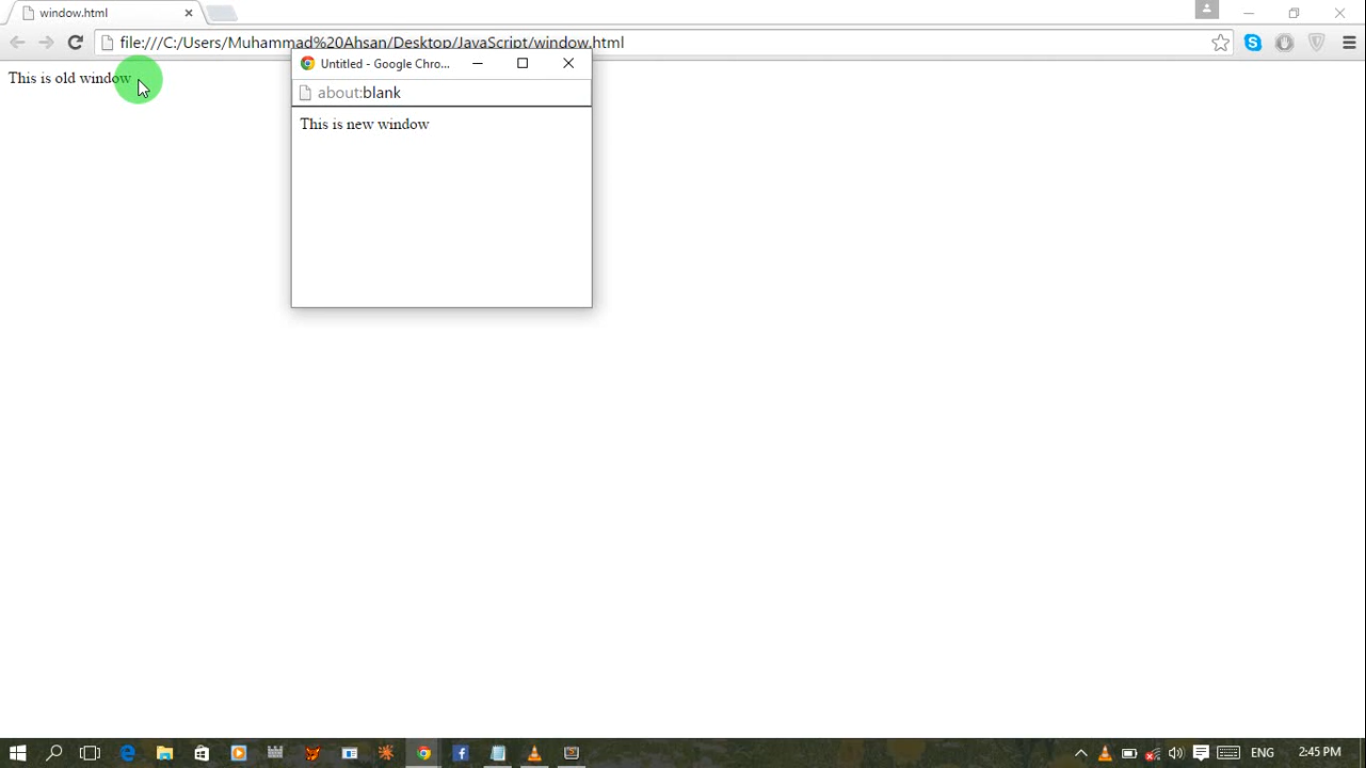 window.html
file:///C:/Users/Muhammad%20Ahsan/Desktop/JavaScript/window.html
This is old window
Untitled - Google Chro...
about:blank
This is new window
ENG
2:45 PM